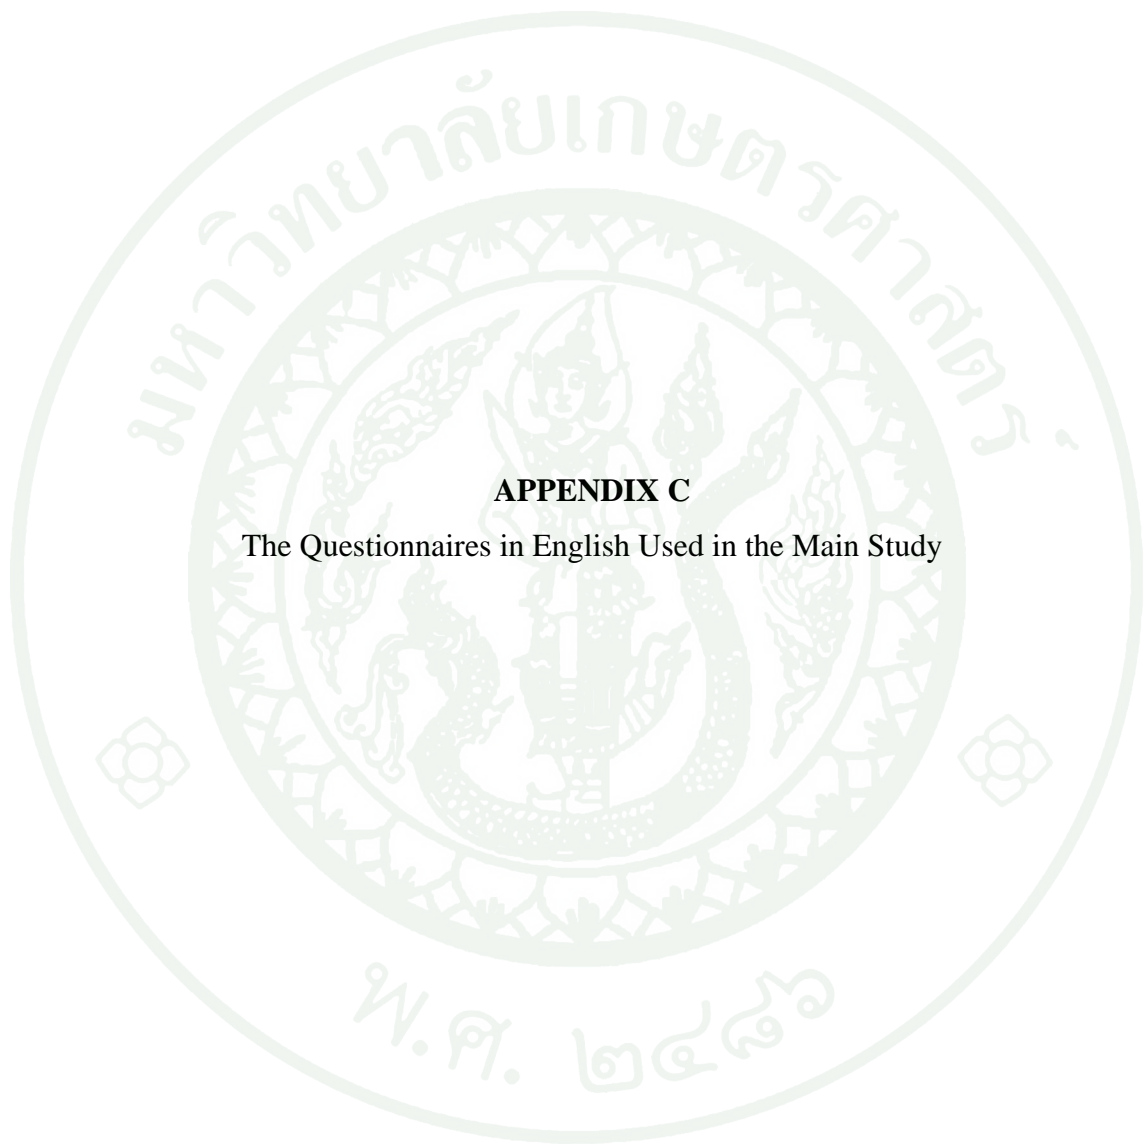 มหาวิทยาลัยเกษตรศาสตร์
APPENDIX C
The Questionnaires in English Used in the Main Study
พ.ศ. ๒๔๘๖